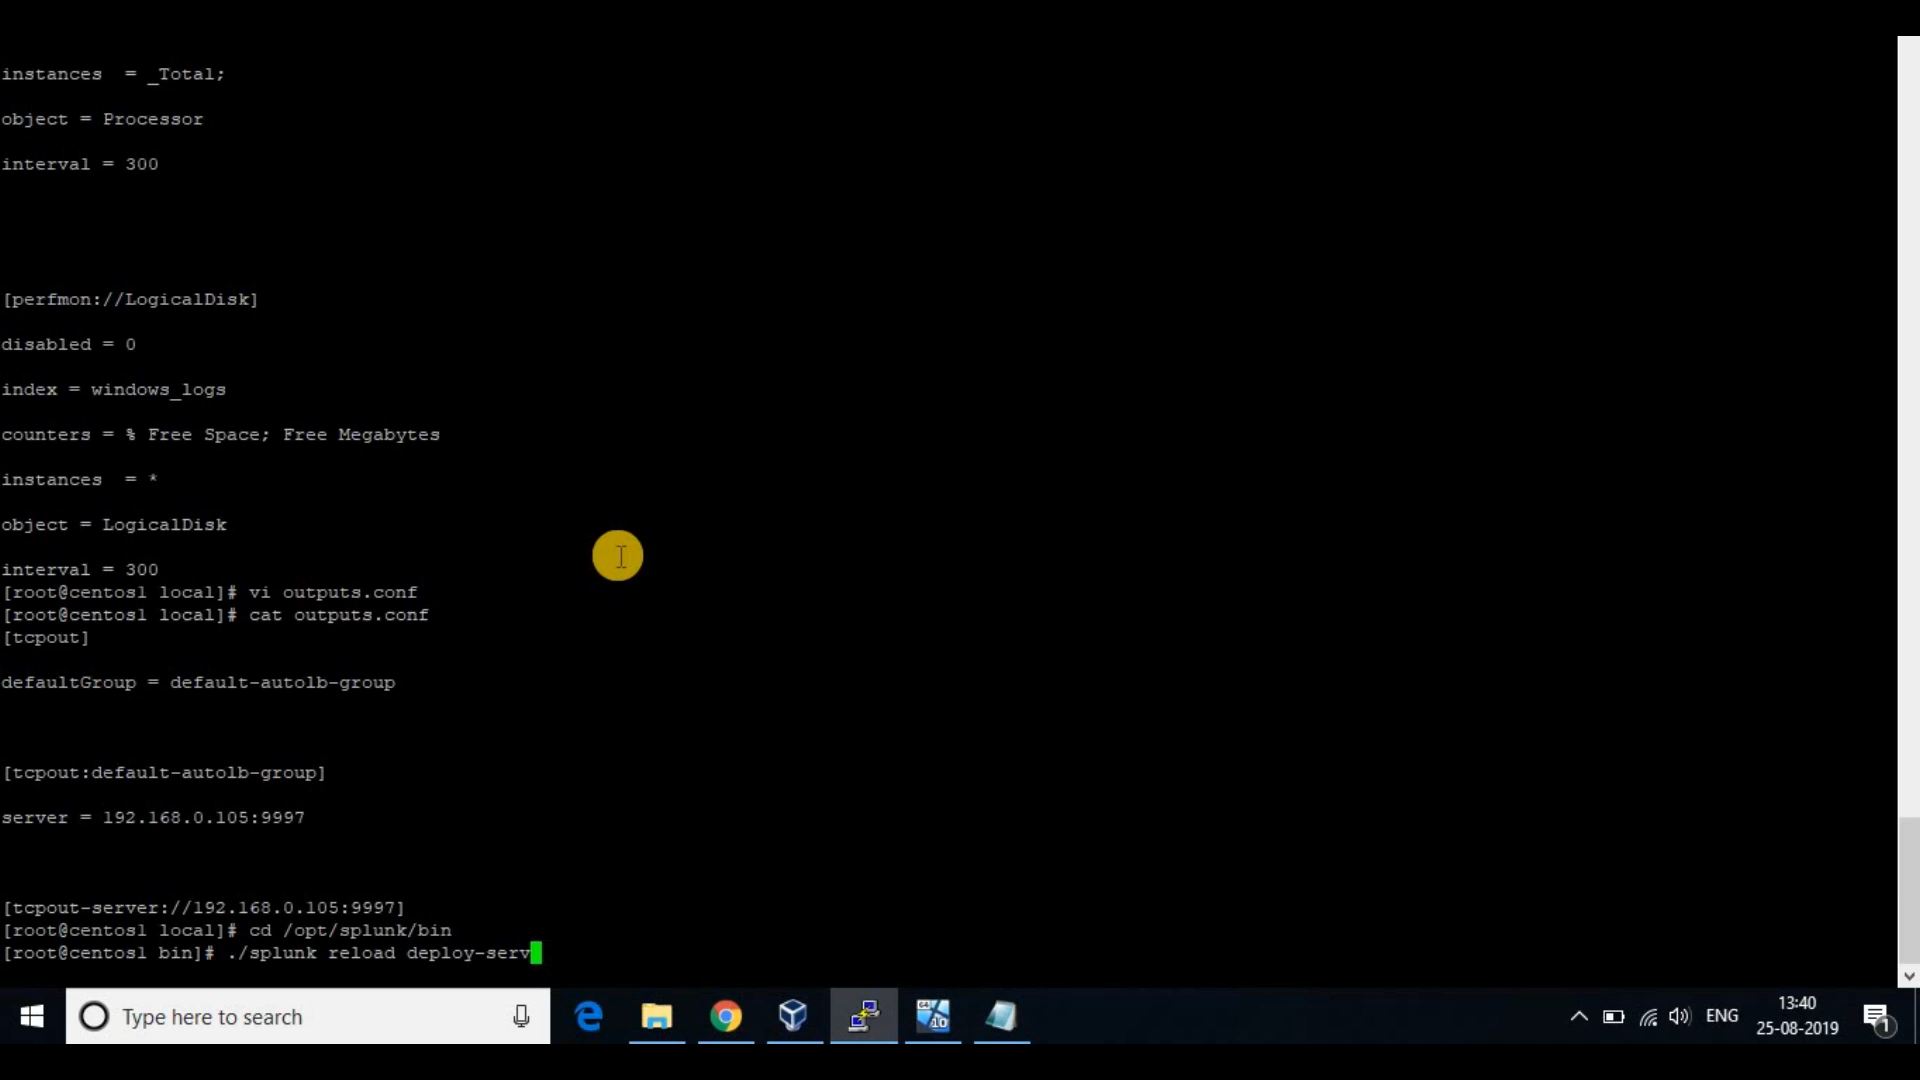 instances  = _Total;
object = Processor
interval = 300
[perfmon://LogicalDisk]
disabled = 0
index = windows_logs
counters = % Free Space; Free Megabytes
instances  = *
object = LogicalDisk
interval = 300
[root@centos1 local]# vi outputs.conf
[root@centos1 local]# cat outputs.conf
[tcpout]
defaultGroup = default-autolb-group
[tcpout:default-autolb-group]
server = 192.168.0.105:9997
[tcpout-server://192.168.0.105:9997]
[root@centos1 local]# cd /opt/splunk/bin
[root@centos1 bin]# ./splunk reload deploy-serv
Type here to search
64
10
ENG
13:40
25-08-2019
1